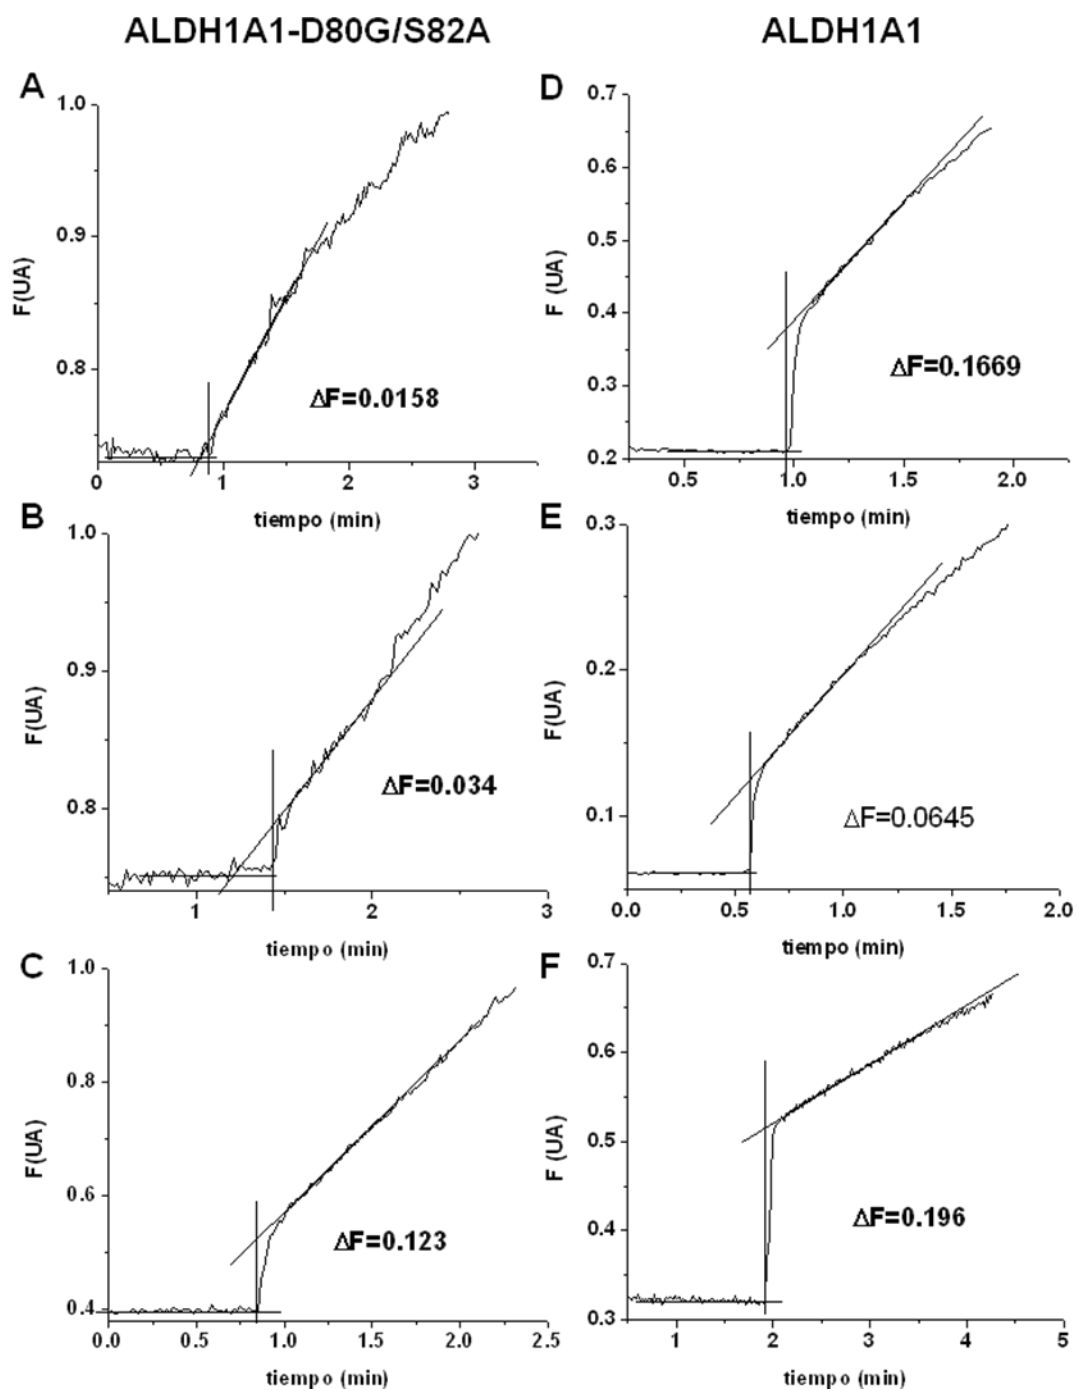 ALDH1A1-D80G/S82A
ALDH1A1
A
1.0
0.9
0.8
F(UA)
ΔF=0.0158
0 1 2 3
tiempo (min)
D
0.7
0.6
0.5
0.4
0.3
0.2
F (UA)
ΔF=0.1669
0.5 1.0 1.5 2.0
tiempo (min)
B
1.0
0.9
0.8
F(UA)
ΔF=0.034
1 2 3
tiempo (min)
E
0.3
0.2
0.1
F(UA)
ΔF=0.0645
0.0 0.5 1.0 1.5 2.0
tiempo (min)
C
1.0
0.8
0.6
0.4
F(UA)
ΔF=0.123
0.0 0.5 1.0 1.5 2.0 2.5
tiempo (min)
F
0.7
0.6
0.5
0.4
0.3
F (UA)
ΔF=0.196
1 2 3 4 5
tiempo (min)